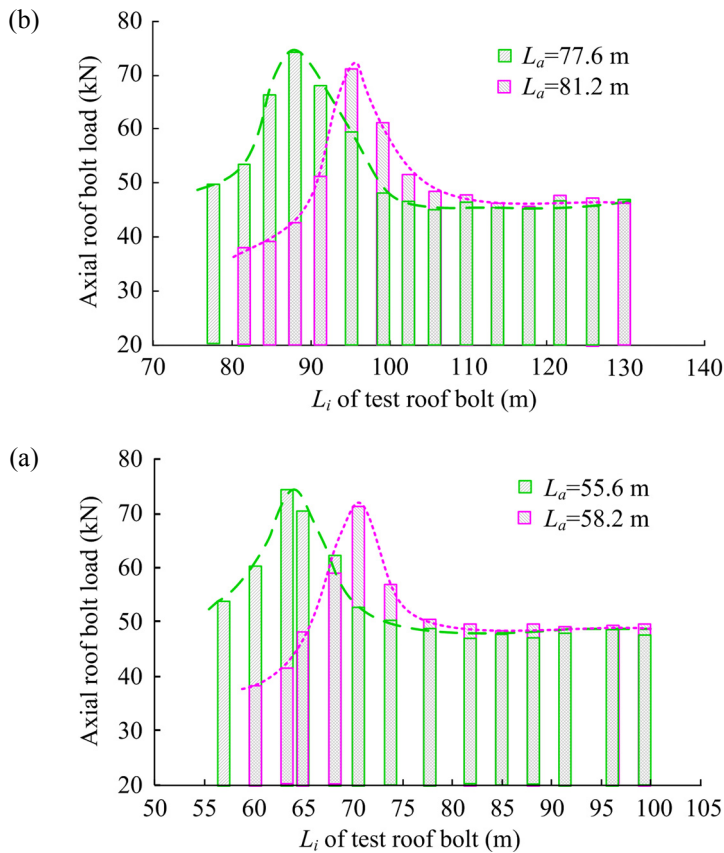 (b)
Axial roof bolt load (kN)
80
70
60
50
40
30
20
La=77.6 m
La=81.2 m
70 80 90 100 110 120 130 140
Li of test roof bolt (m)
(a)
Axial roof bolt load (kN)
80
70
60
50
40
30
20
La=55.6 m
La=58.2 m
50 55 60 65 70 75 80 85 90 95 100 105
Li of test roof bolt (m)